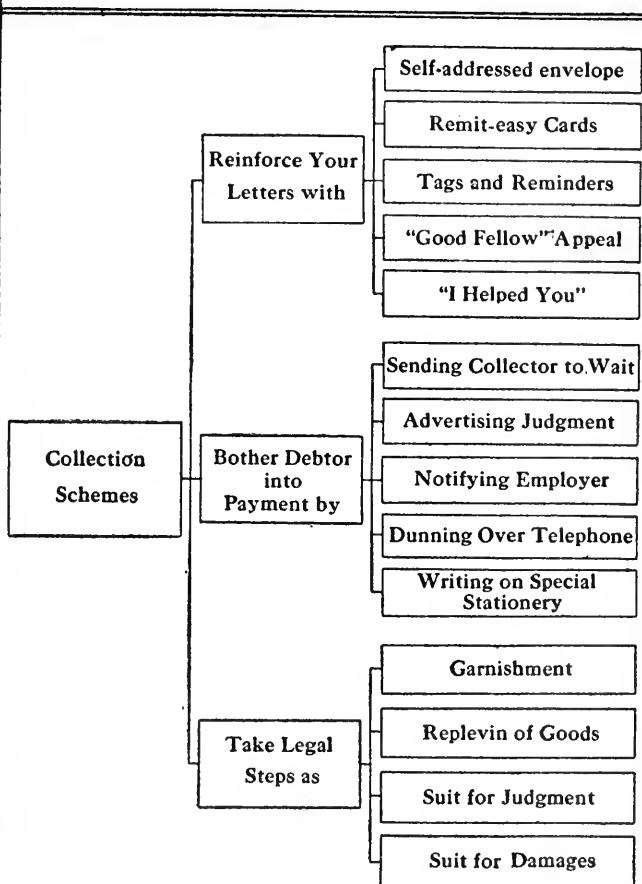 Self-addressed envelope
Remit-easy Cards
Reinforce Your
Letters with
Tags and Reminders
"Good Fellow" Appeal
"I Helped You"
Sending Collector to Wait
Advertising Judgment
Collection
Schemes
Bother Debtor
into
Payment by
Notifying Employer
Dunning Over Telephone
Writing on Special
Stationery
Garnishment
Replevin of Goods
Take Legal
Steps as
Suit for Judgment
Suit for Damages